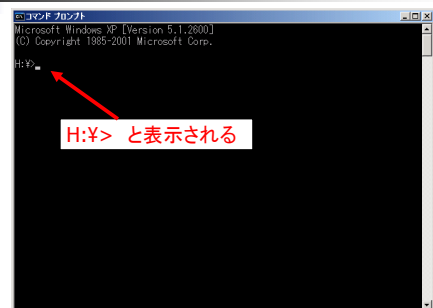 コマンド プロンプト
Microsoft Windows XP [Version 5.1.2600]
(C) Copyright 1985-2001 Microsoft Corp.
H:¥>_
H:¥> と表示される